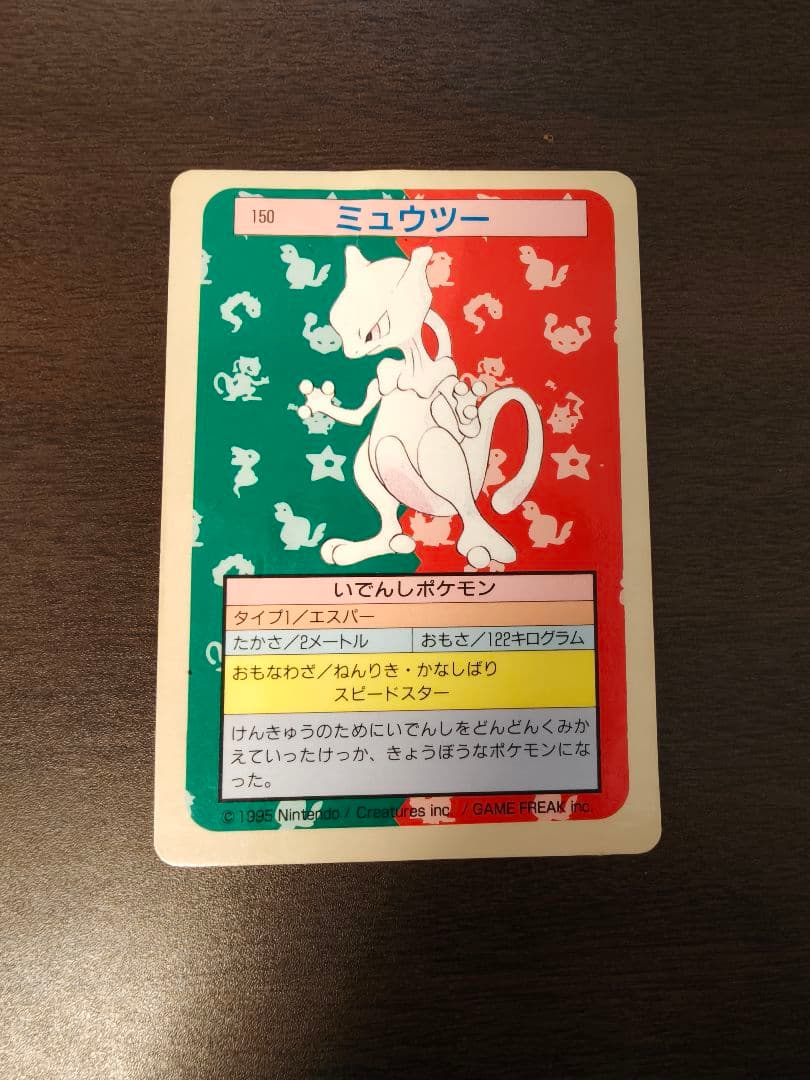 150 ミュウツー
いでんしポケモン
タイプ1/エスパー
たかさ/2メートル おもさ/122キログラム
おもなわざ/ねんりき・かなしばり
スピードスター
けんきゅうのためにいでんしをどんどんくみか
えていったけっか、きょうぼうなポケモンにな
った。
© 1995 Nintendo / Creatures inc. / GAME FREAK inc.